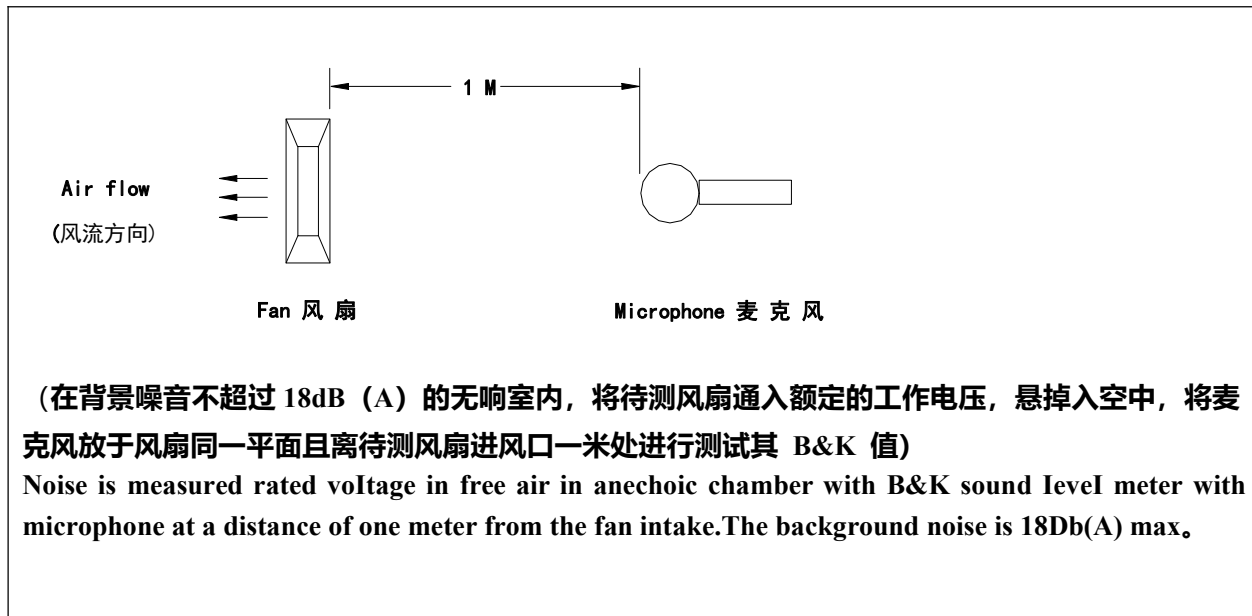 1 M
Air flow
(风流方向)
Fan 风 扇
Microphone 麦 克 风
（在背景噪音不超过 18dB（A）的无响室内，将待测风扇通入额定的工作电压，悬掉入空中，将麦
克风放于风扇同一平面且离待测风扇进风口一米处进行测试其 B&K 值）
Noise is measured rated voItage in free air in anechoic chamber with B&K sound IeveI meter with
microphone at a distance of one meter from the fan intake.The background noise is 18Db(A) max。